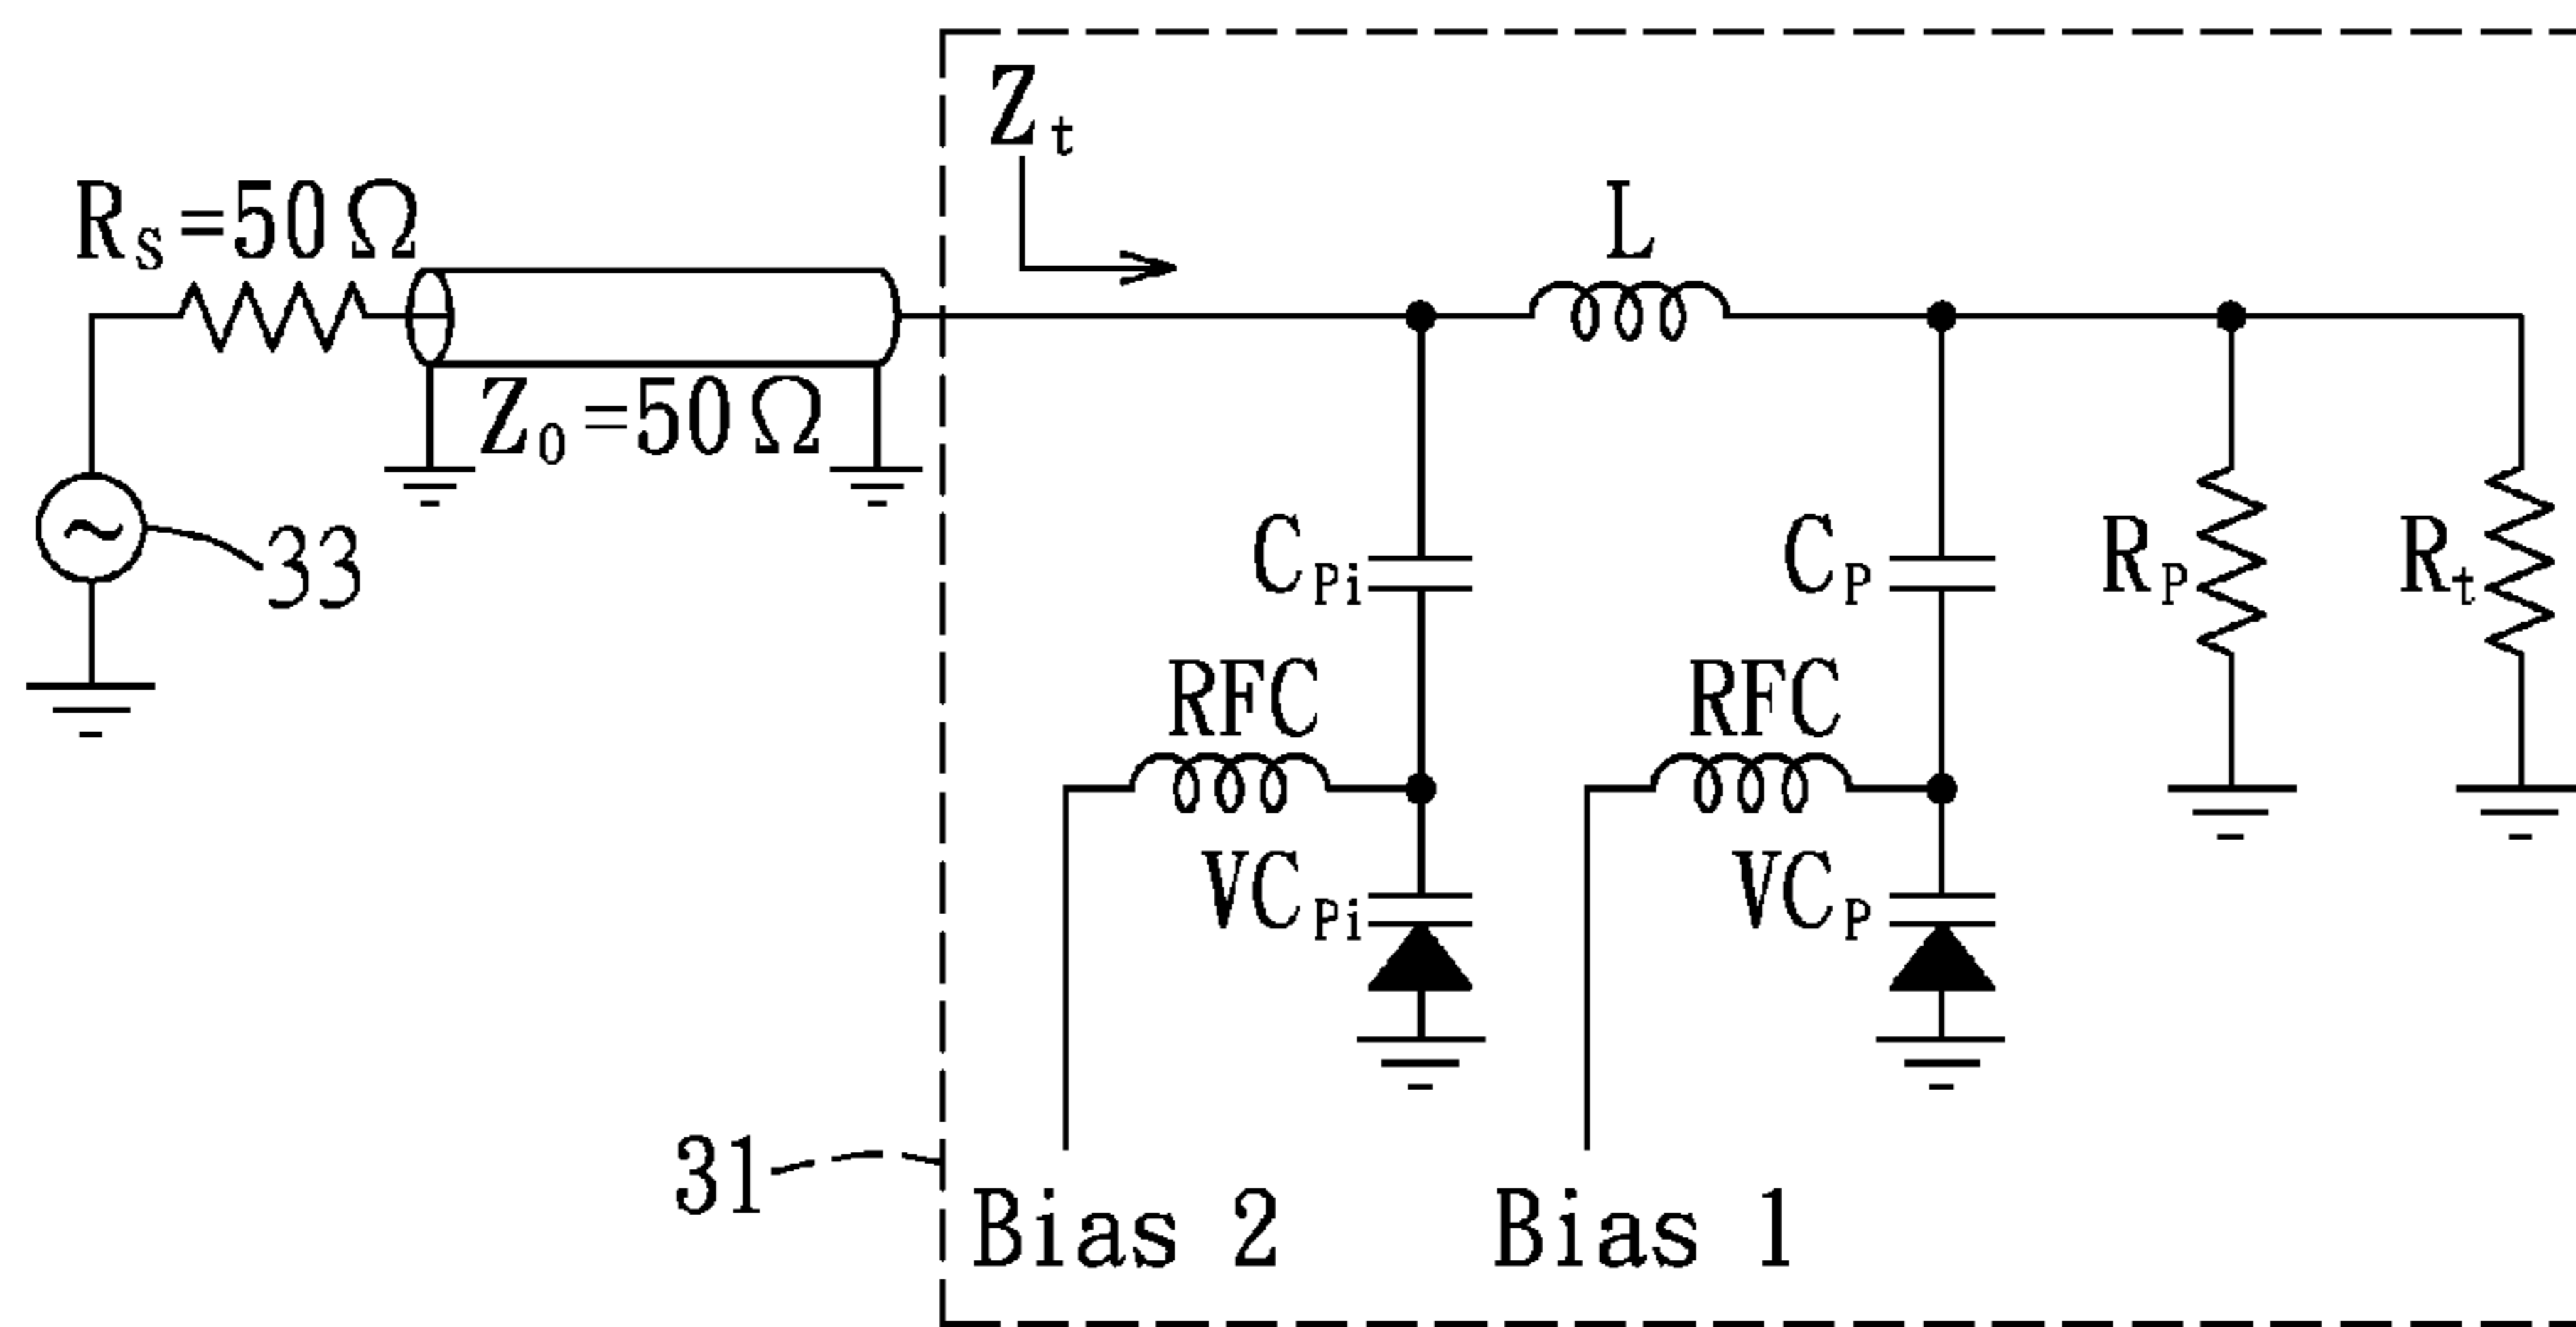 Zt
Rs=50Ω
L
Z0=50Ω
33
CPi
CP
RP
Rt
RFC
RFC
VCPi
VCP
31
Bias 2
Bias 1